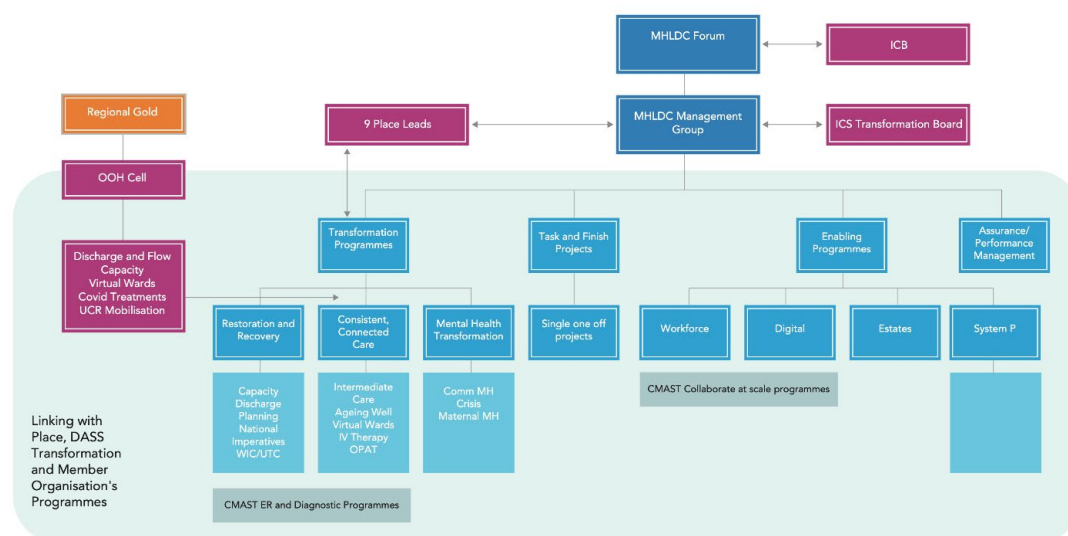 MHLDC Forum
ICB
Regional Gold
9 Place Leads
MHLDC Management
Group
ICS Transformation Board
OOH Cell
Transformation
Programmes
Task and Finish
Projects
Enabling
Programmes
Assurance/
Performance
Management
Discharge and Flow
Capacity
Virtual Wards
Covid Treatments
UCR Mobilisation
Restoration and
Recovery
Consistent,
Connected
Care
Mental Health
Transformation
Single one off
projects
Workforce
Digital
Estates
System P
Capacity
Discharge
Planning
National
Imperatives
WIC/UTC
Intermediate
Care
Ageing Well
Virtual Wards
IV Therapy
OPAT
Comm MH
Crisis
Maternal MH
CMAST Collaborate at scale programmes
Linking with
Place, DASS
Transformation
and Member
Organisation's
Programmes
CMAST ER and Diagnostic Programmes